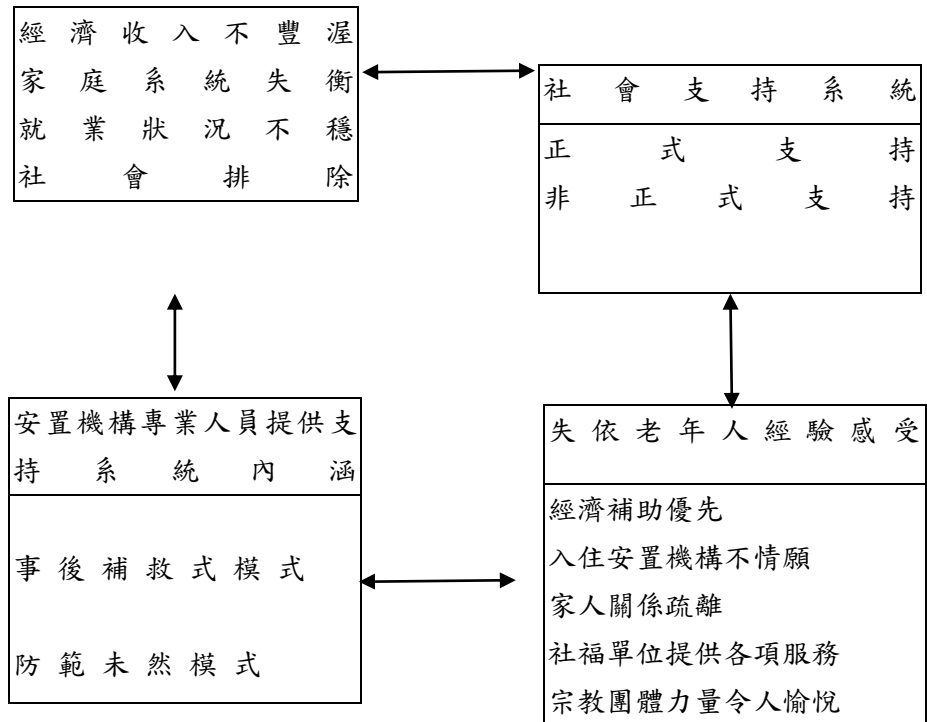 經濟收入不豐渥
家庭系統失衡
就業狀況不穩
社會排除
社會支持系統
正式支持
非正式支持
安置機構專業人員提供支
持系統內涵
事後補救式模式
防範未然模式
失依老年人經驗感受
經濟補助優先
入住安置機構不情願
家人關係疏離
社福單位提供各項服務
宗教團體力量令人愉悅